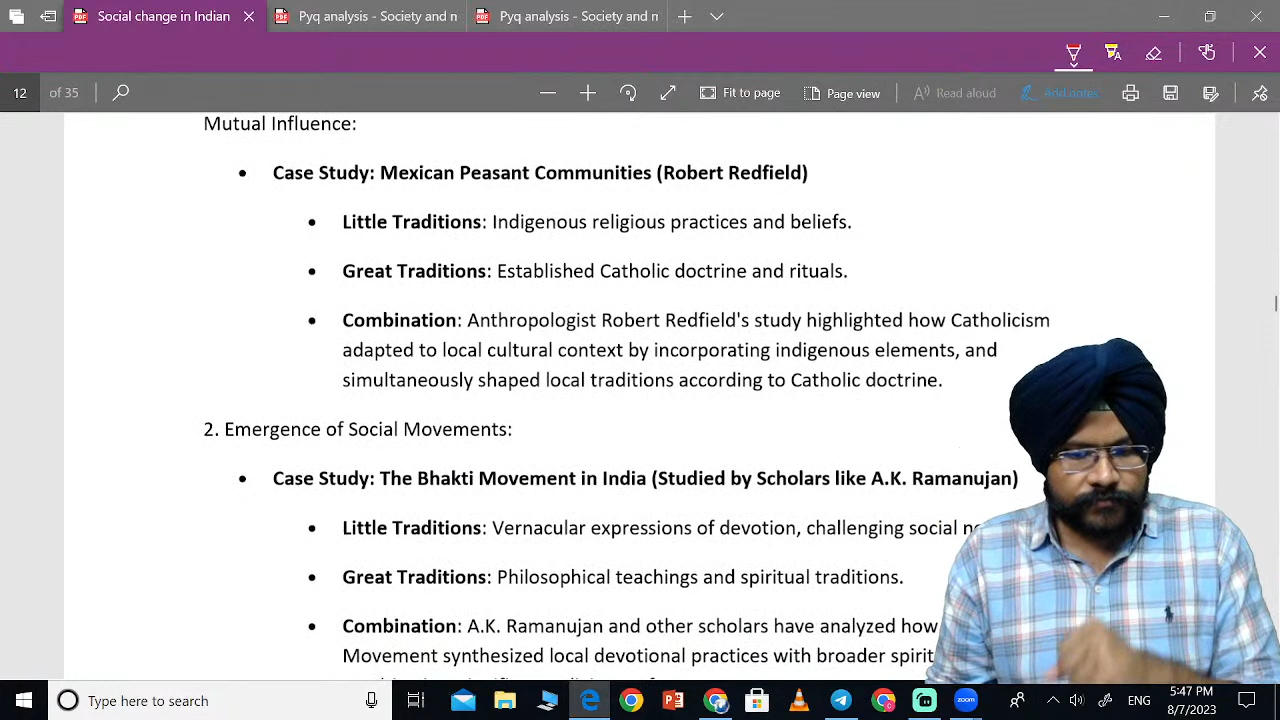 Social change in Indian
Pyq analysis - Society and n
Pyq analysis - Society and n
12 of 35
Fit to page
Page view
Read aloud
Add notes
Mutual Influence:
• Case Study: Mexican Peasant Communities (Robert Redfield)
• Little Traditions: Indigenous religious practices and beliefs.
• Great Traditions: Established Catholic doctrine and rituals.
• Combination: Anthropologist Robert Redfield's study highlighted how Catholicism
adapted to local cultural context by incorporating indigenous elements, and
simultaneously shaped local traditions according to Catholic doctrine.
2. Emergence of Social Movements:
• Case Study: The Bhakti Movement in India (Studied by Scholars like A.K. Ramanujan)
• Little Traditions: Vernacular expressions of devotion, challenging social
• Great Traditions: Philosophical teachings and spiritual traditions.
• Combination: A.K. Ramanujan and other scholars have analyzed how
Movement synthesized local devotional practices with broader spirit
Type here to search
zoom
ENG
5:47 PM
8/7/2023